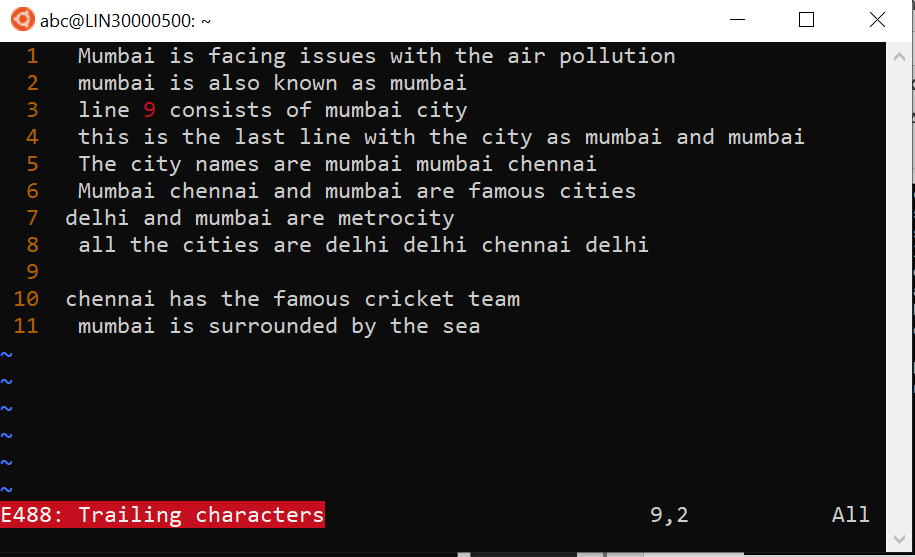 abc@LIN30000500: ~
1 Mumbai is facing issues with the air pollution
2 mumbai is also known as mumbai
3 line 9 consists of mumbai city
4 this is the last line with the city as mumbai and mumbai
5 The city names are mumbai mumbai chennai
6 Mumbai chennai and mumbai are famous cities
7 delhi and mumbai are metrocity
8 all the cities are delhi delhi chennai delhi
9
10 chennai has the famous cricket team
11 mumbai is surrounded by the sea
~
~
~
~
~
~
E488: Trailing characters 9,2 All